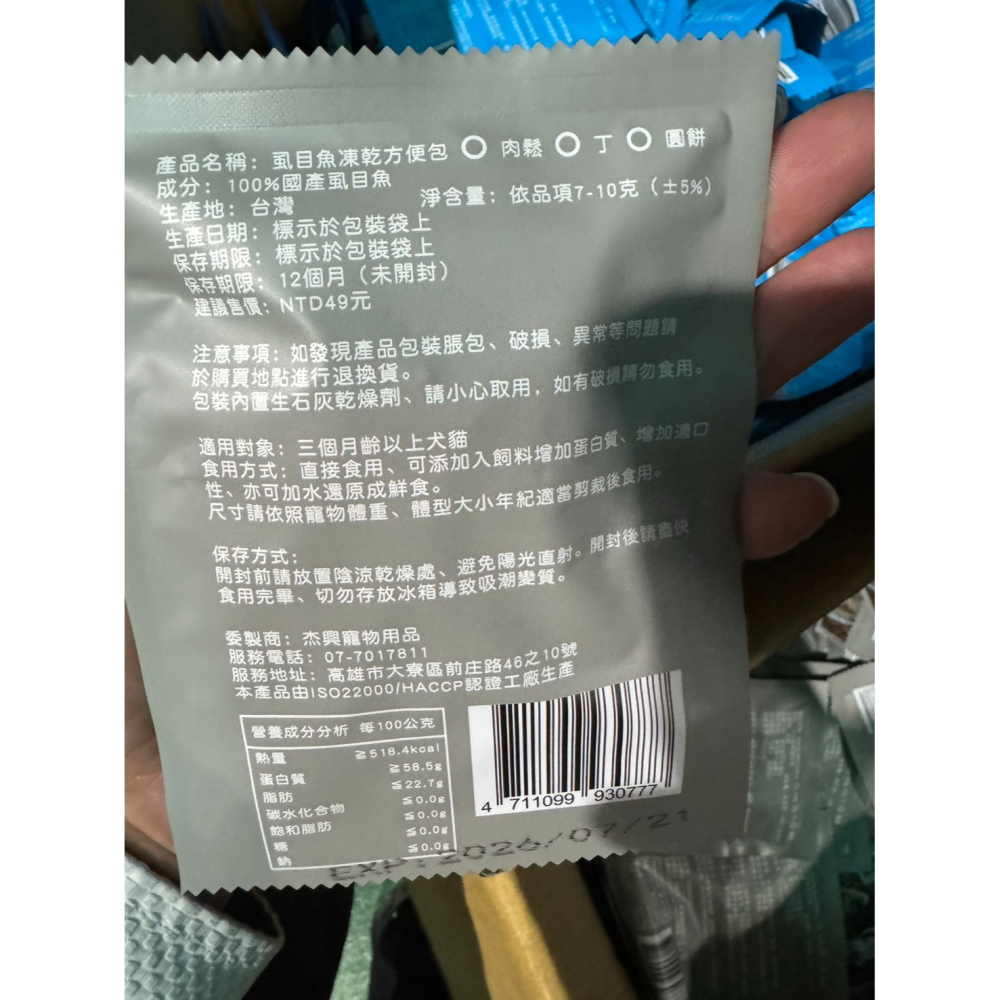 產品名稱：虱目魚凍乾方便包 ○ 肉鬆 ○ 丁 ○ 圓餅
成分：100%國產虱目魚
生產地：台灣 淨含量：依品項7-10克（±5%）
生產日期：標示於包裝袋上
保存期限：標示於包裝袋上
保存期限：12個月（未開封）
建議售價：NTD49元
注意事項：如發現產品包裝脹包、破損、異常等問題請
於購買地點進行退換貨。
包裝內置生石灰乾燥劑、請小心取用，如有破損請勿食用。
適用對象：三個月齡以上犬貓
食用方式：直接食用、可添加入飼料增加蛋白質、增加適口
性、亦可加水還原成鮮食。
尺寸請依照寵物體重、體型大小年紀適當剪裁後食用。
保存方式：
開封前請放置陰涼乾燥處、避免陽光直射。開封後請盡快
食用完畢、切勿存放冰箱導致吸潮變質。
委製商：杰興寵物用品
服務電話：07-7017811
服務地址：高雄市大寮區前庄路46之10號
本產品由ISO22000/HACCP認證工廠生產
營養成分分析 每100公克
熱量 ≧518.4kcal
蛋白質 ≧58.5g
脂肪 ≦22.7g
碳水化合物 ≦0.0g
飽和脂肪 ≦0.0g
糖 ≦0.0g
鈉 ≦0.0g
4 711099 930777
EXP:2026/07/21